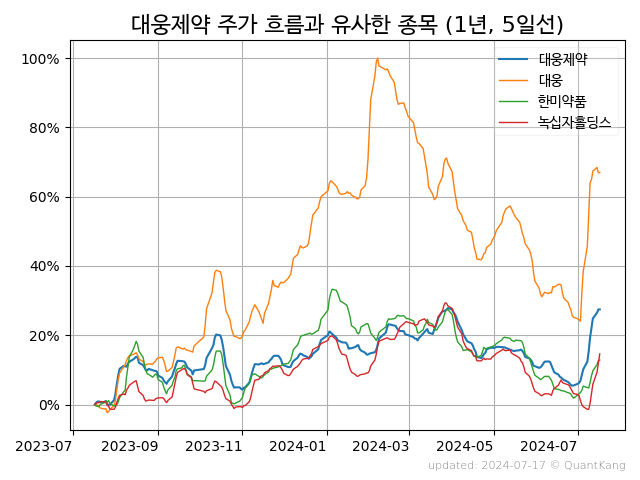 대웅제약 주가 흐름과 유사한 종목 (1년, 5일선)
대웅제약
대웅
한미약품
녹십자홀딩스
100%
80%
60%
40%
20%
0%
2023-07 2023-09 2023-11 2024-01 2024-03 2024-05 2024-07
updated: 2024-07-17 © QuantKang